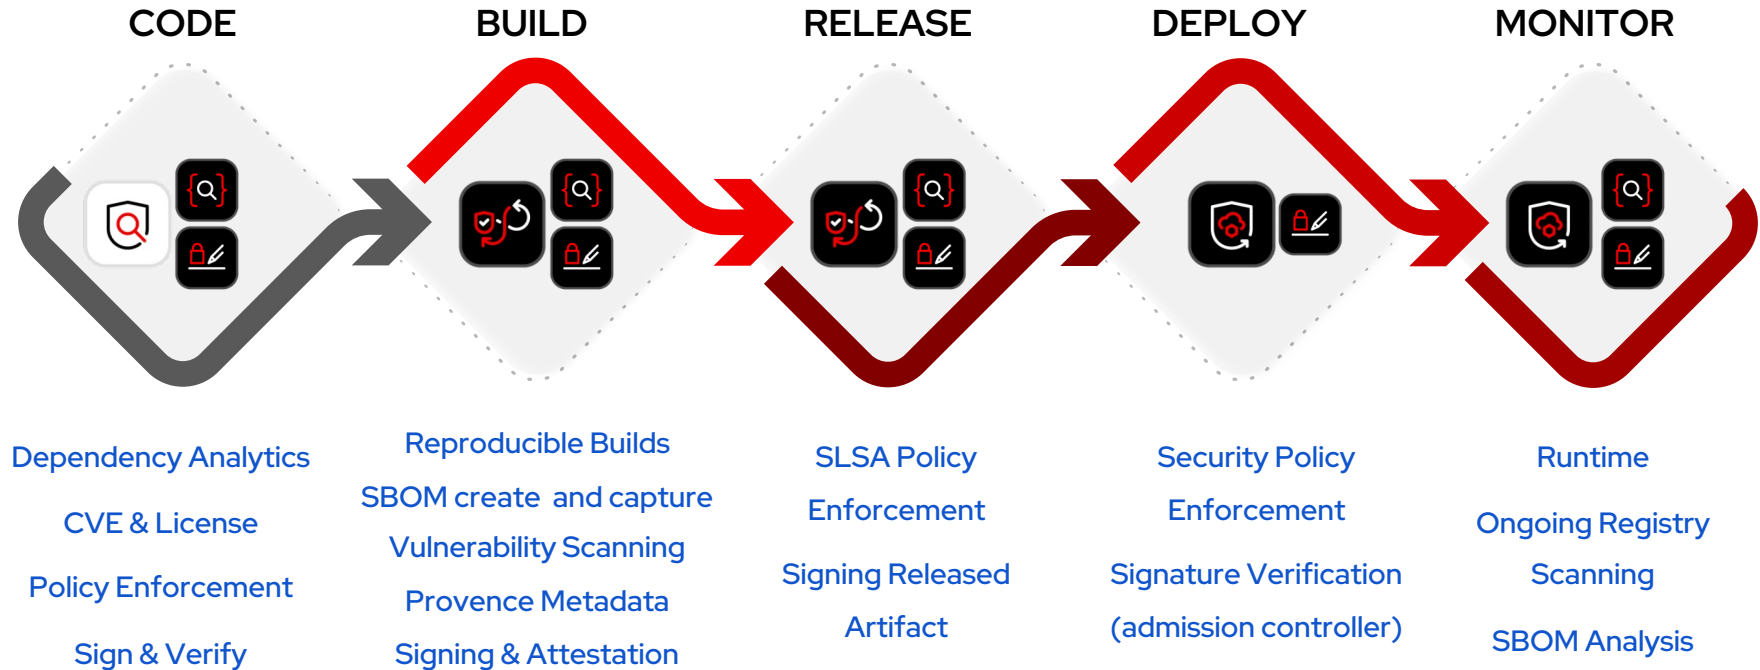 CODE
BUILD
RELEASE
DEPLOY
MONITOR
Dependency Analytics
CVE & License
Policy Enforcement
Sign & Verify
Reproducible Builds
SBOM create and capture
Vulnerability Scanning
Provence Metadata
Signing & Attestation
SLSA Policy
Enforcement
Signing Released
Artifact
Security Policy
Enforcement
Signature Verification
(admission controller)
Runtime
Ongoing Registry
Scanning
SBOM Analysis